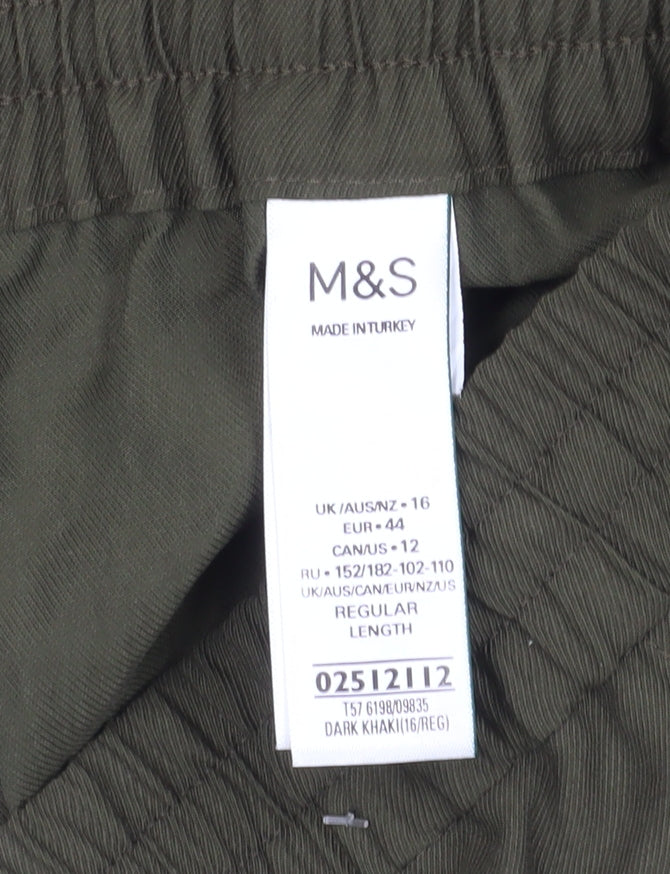 M&S
MADE IN TURKEY
UK/AUS/NZ • 16
EUR • 44
CAN/US • 12
RU • 152/182-102-110
UK/AUS/CAN/EUR/NZ/US
REGULAR
LENGTH
02512112
T57 6198/09835
DARK KHAKI(16/REG)